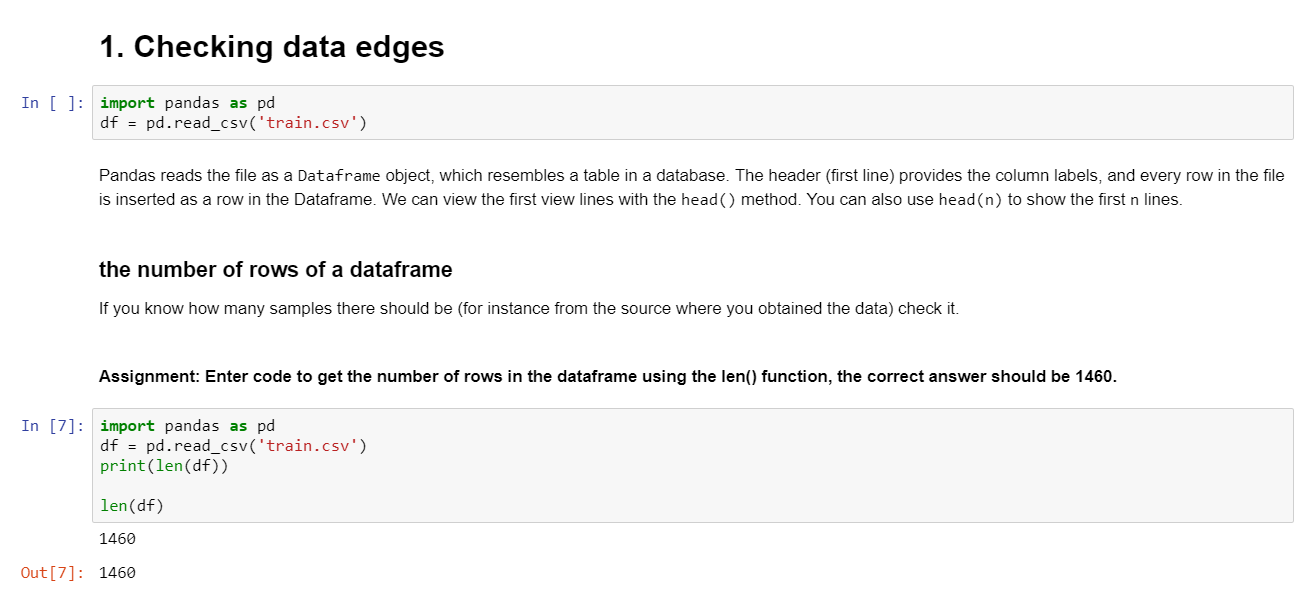 1. Checking data edges
In [ ]:
import pandas as pd
df = pd.read_csv('train.csv')
Pandas reads the file as a Dataframe object, which resembles a table in a database. The header (first line) provides the column labels, and every row in the file
is inserted as a row in the Dataframe. We can view the first view lines with the head() method. You can also use head(n) to show the first n lines.
the number of rows of a dataframe
If you know how many samples there should be (for instance from the source where you obtained the data) check it.
Assignment: Enter code to get the number of rows in the dataframe using the len() function, the correct answer should be 1460.
In [7]:
import pandas as pd
df = pd.read_csv('train.csv')
print(len(df))
len(df)
1460
Out[7]: 1460